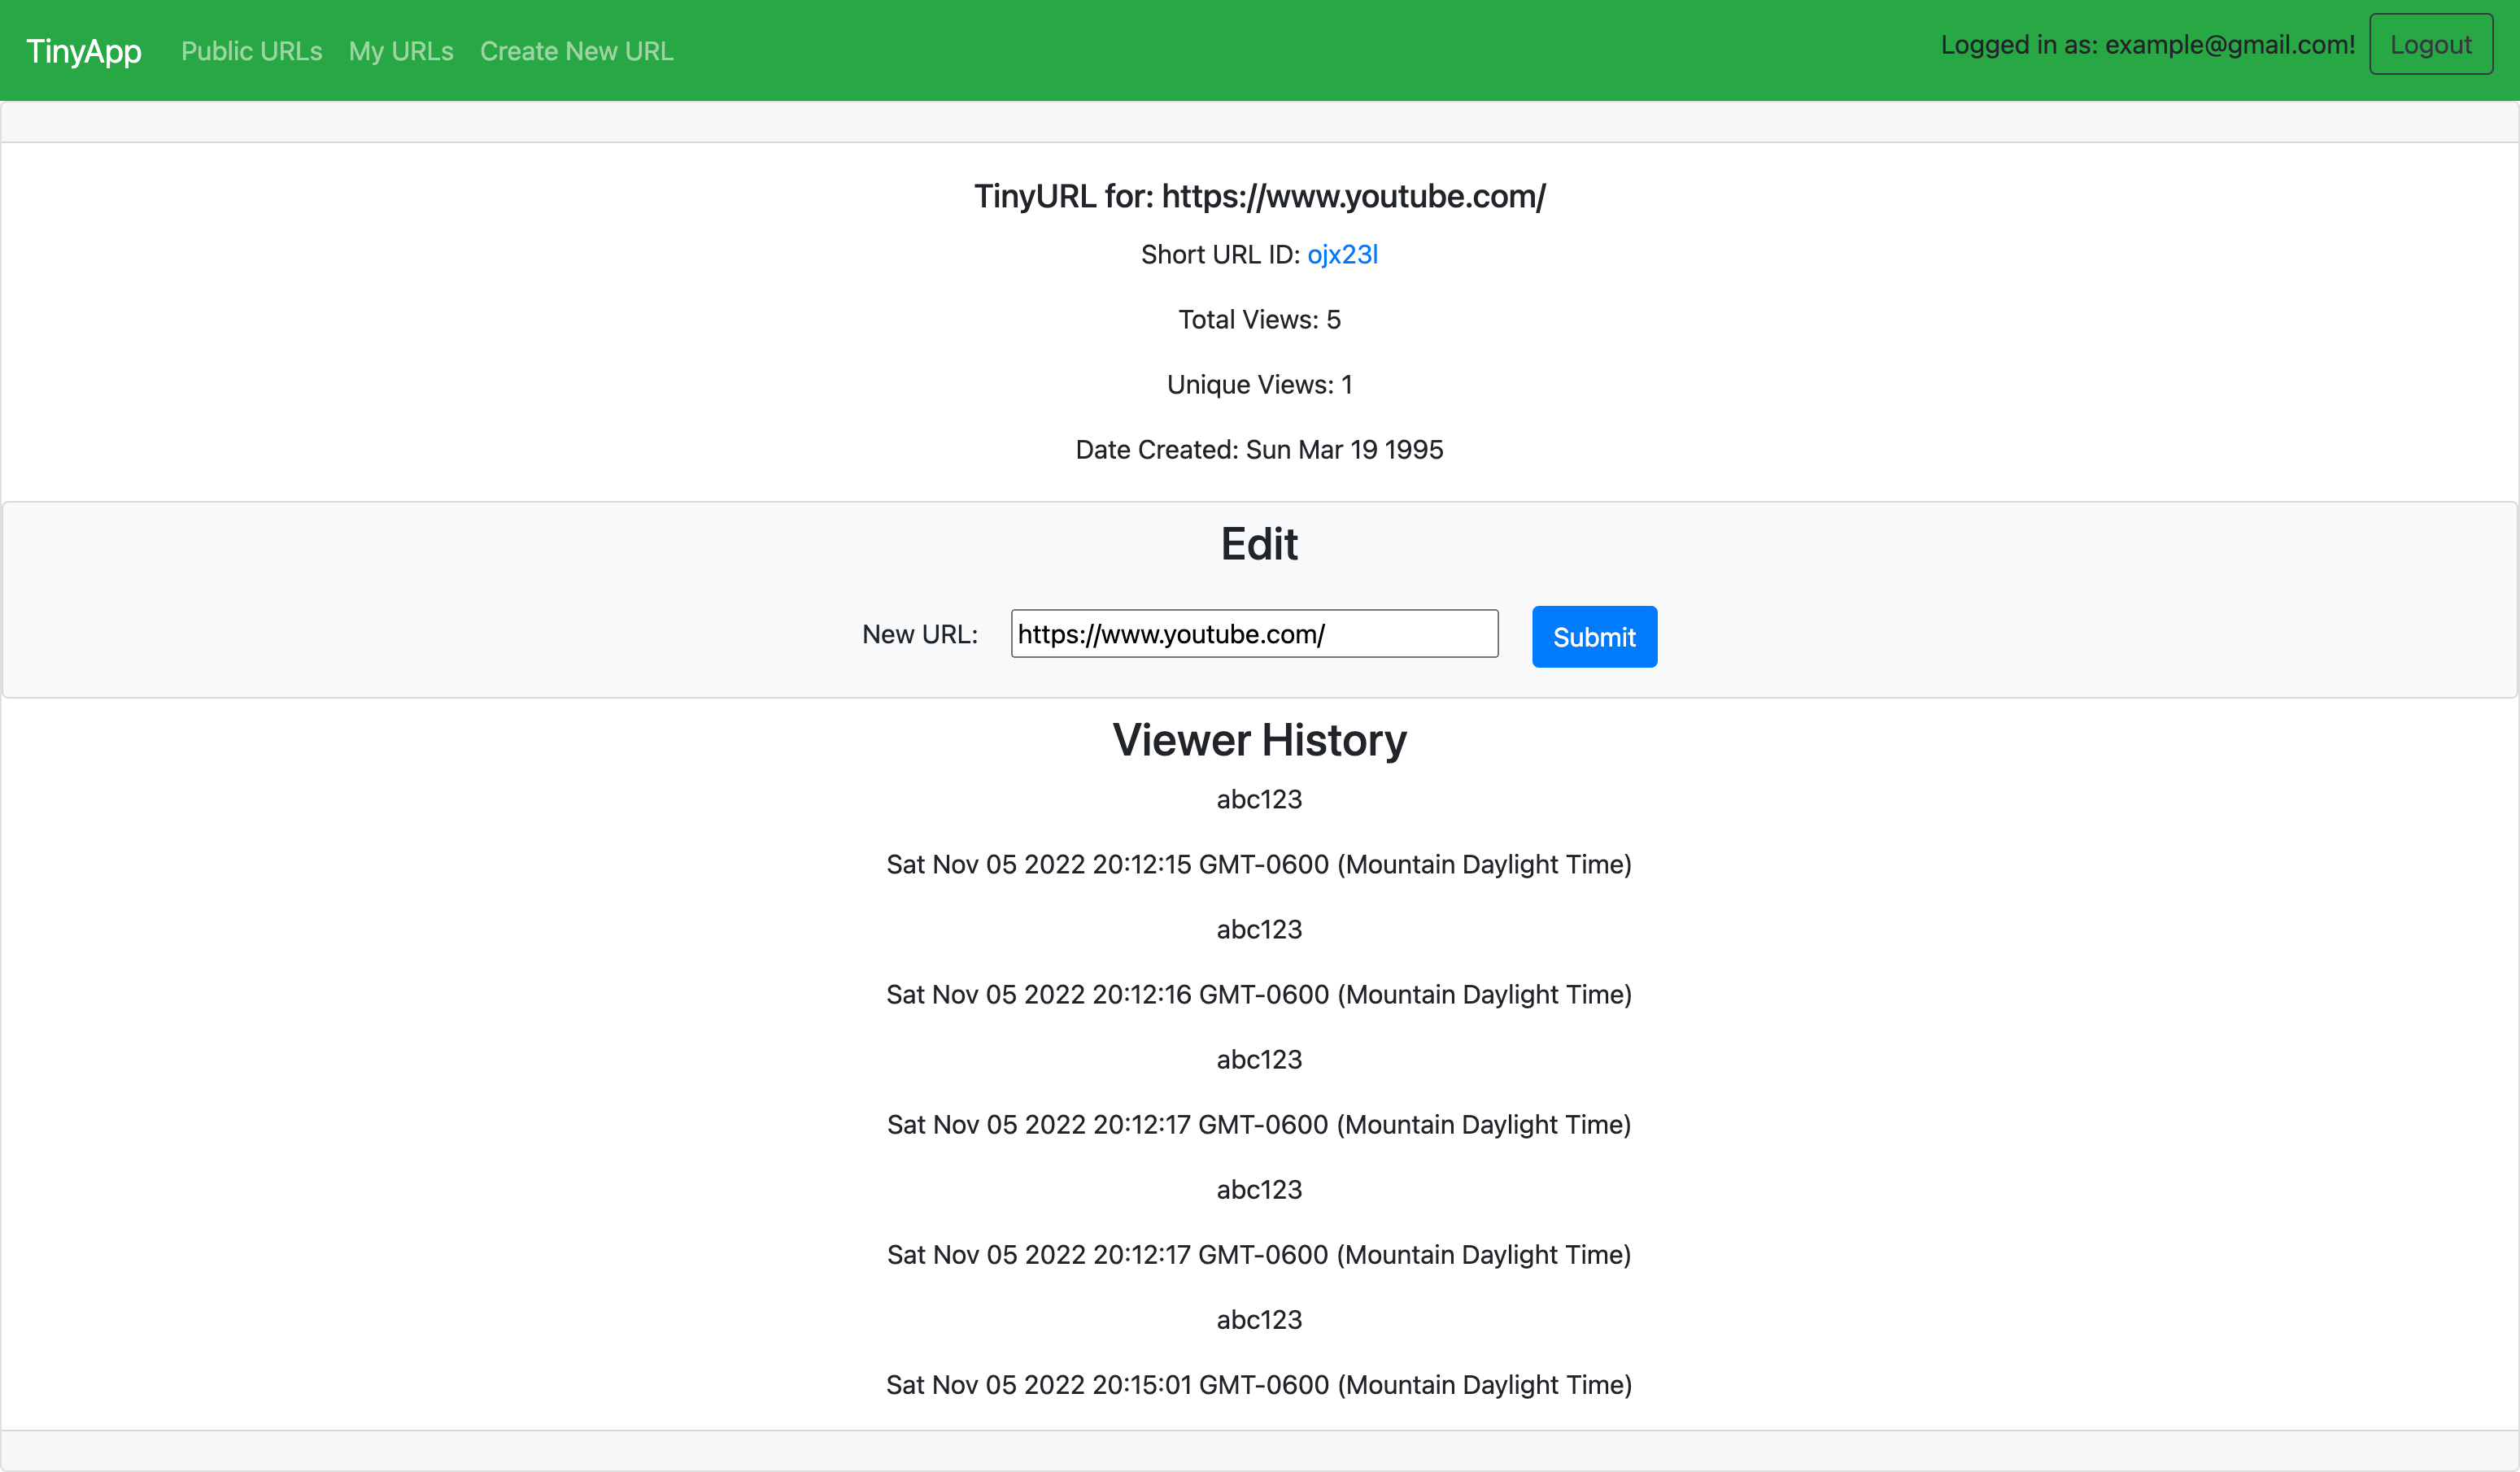 TinyApp Public URLs My URLs Create New URL Logged in as: example@gmail.com! Logout
TinyURL for: https://www.youtube.com/
Short URL ID: ojx23l
Total Views: 5
Unique Views: 1
Date Created: Sun Mar 19 1995
Edit
New URL: https://www.youtube.com/ Submit
Viewer History
abc123
Sat Nov 05 2022 20:12:15 GMT-0600 (Mountain Daylight Time)
abc123
Sat Nov 05 2022 20:12:16 GMT-0600 (Mountain Daylight Time)
abc123
Sat Nov 05 2022 20:12:17 GMT-0600 (Mountain Daylight Time)
abc123
Sat Nov 05 2022 20:12:17 GMT-0600 (Mountain Daylight Time)
abc123
Sat Nov 05 2022 20:15:01 GMT-0600 (Mountain Daylight Time)